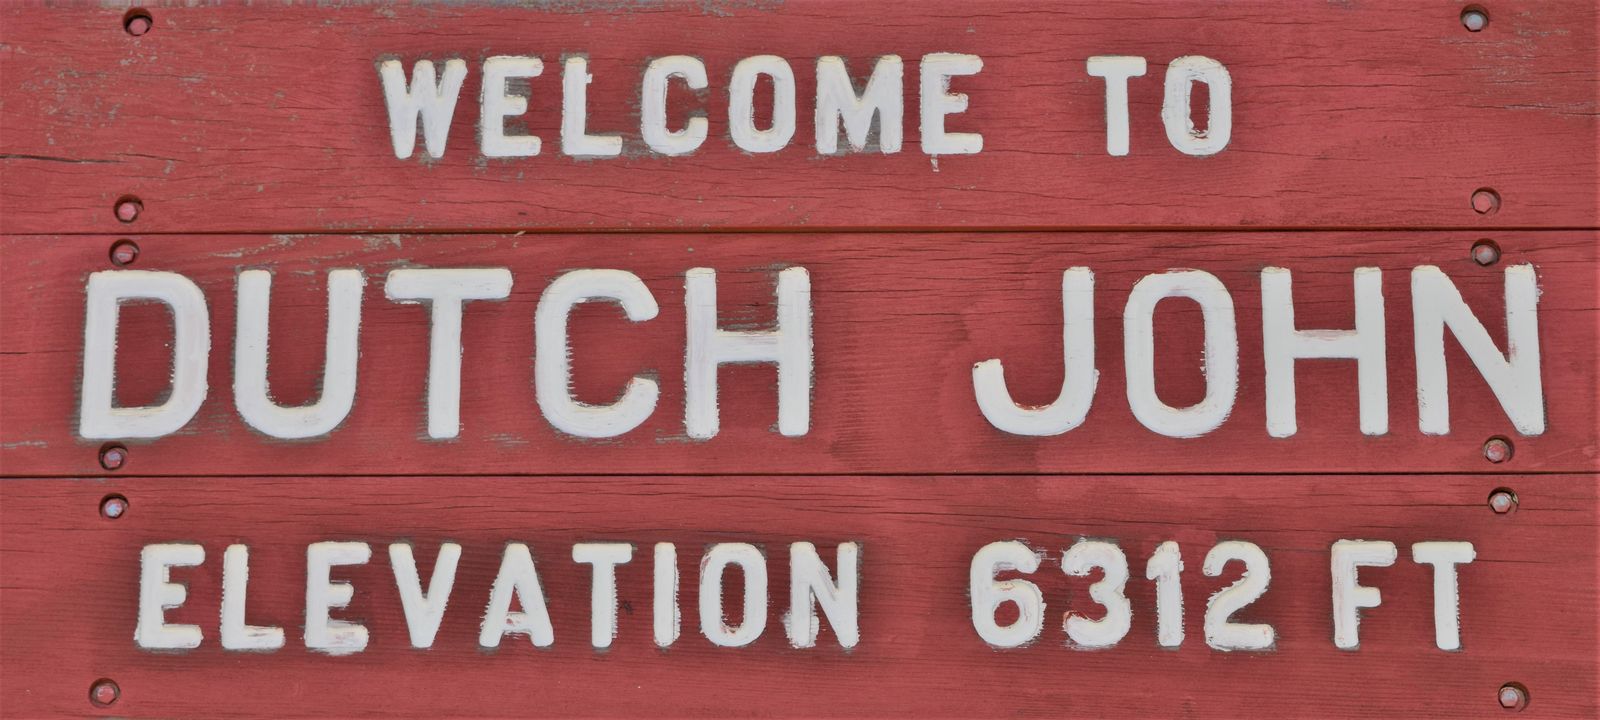 WELCOME TO
DUTCH JOHN
ELEVATION 6312 FT